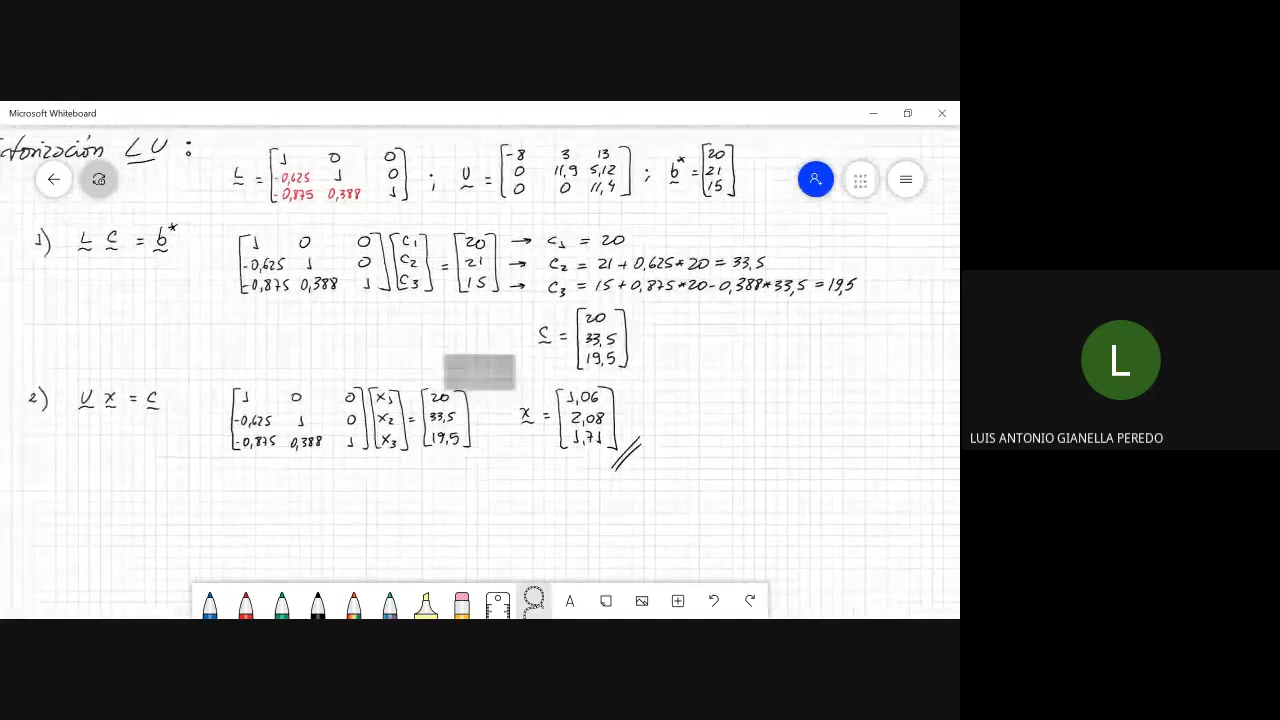 Microsoft Whiteboard
ctorización L U :
L = [ 1 0 0 ; U = [ -8 3 13 ; b* = [ 20
-0,625 1 0 0 11,9 5,12 21
-0,875 0,388 1 ] 0 0 11,4 ] 15 ]
1) L C = b* [ 1 0 0 ] [ C1 ] = [ 20 ] → C1 = 20
-0,625 1 0 C2 21 → C2 = 21 + 0,625*20 = 33,5
-0,875 0,388 1 C3 15 → C3 = 15 + 0,875*20 - 0,388*33,5 = 19,5
C = [ 20
33,5
19,5 ]
2) U X = C [ 1 0 0 ] [ X1 ] = [ 20 ] X = [ 1,06
-0,625 1 0 X2 33,5 2,08
-0,875 0,388 1 X3 19,5 1,71 ]
A
L
LUIS ANTONIO GIANELLA PEREDO